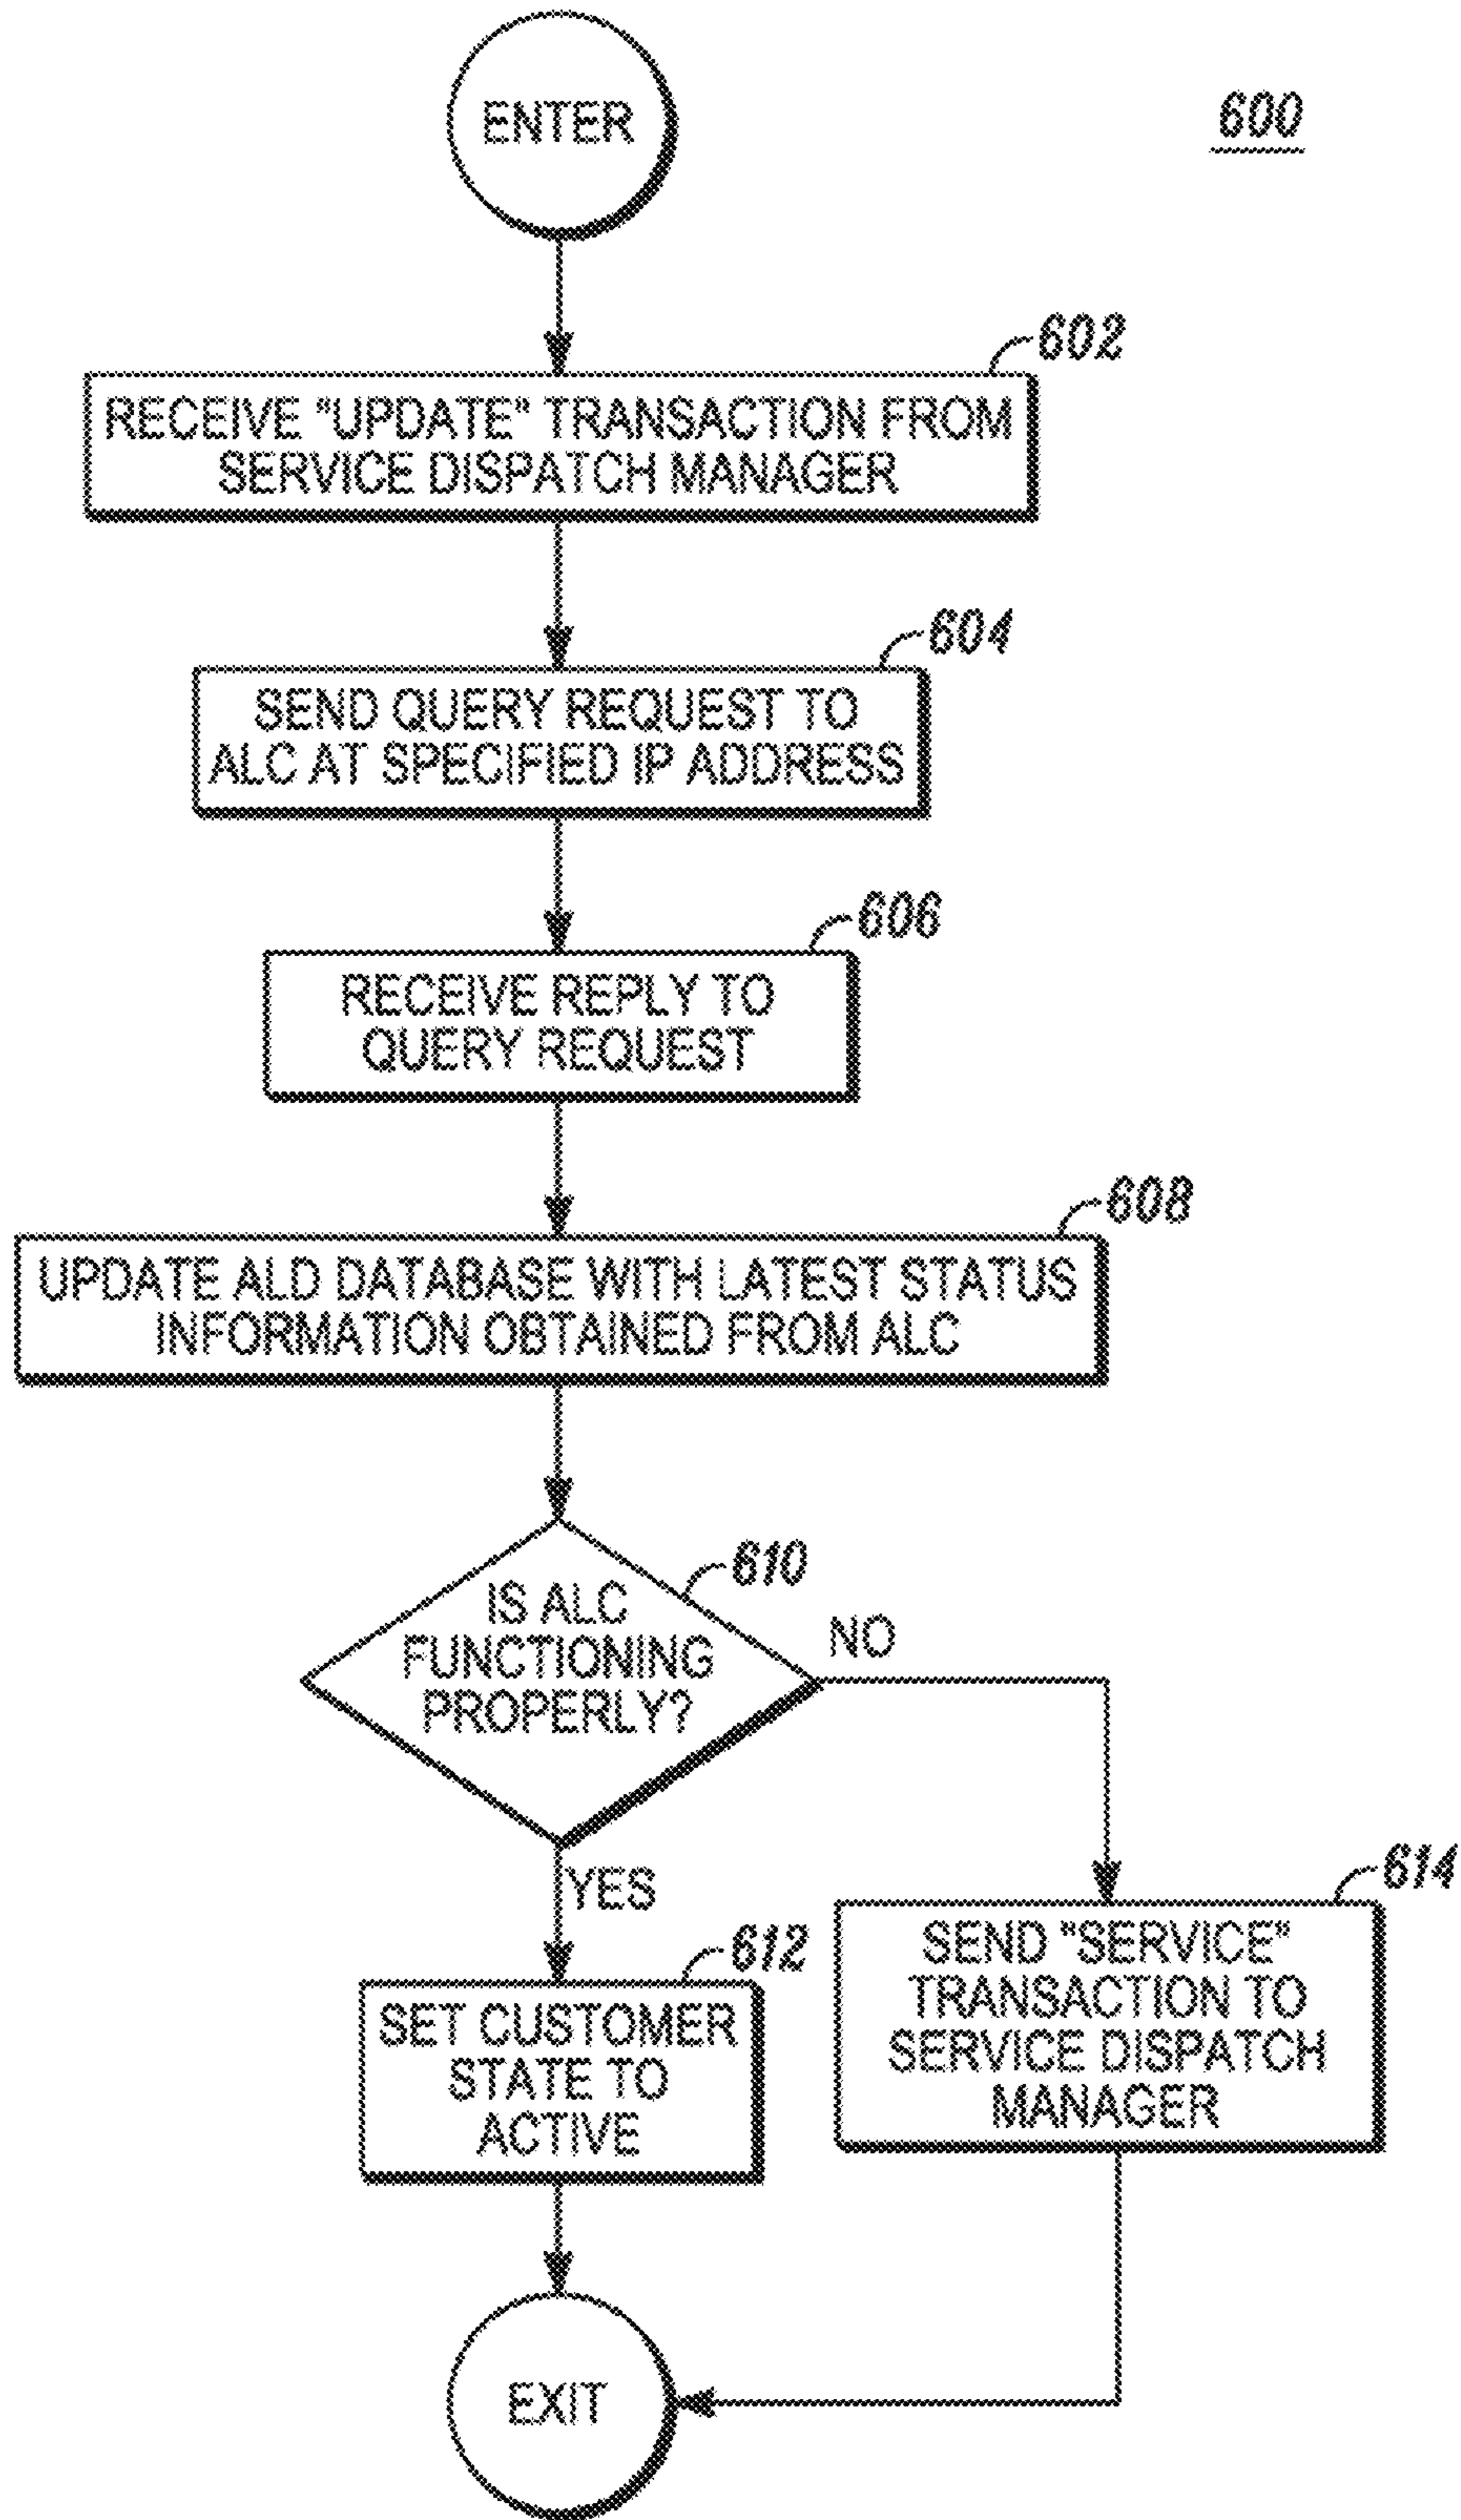 ENTER
600
602
RECEIVE "UPDATE" TRANSACTION FROM
SERVICE DISPATCH MANAGER
604
SEND QUERY REQUEST TO
ALC AT SPECIFIED IP ADDRESS
606
RECEIVE REPLY TO
QUERY REQUEST
608
UPDATE ALD DATABASE WITH LATEST STATUS
INFORMATION OBTAINED FROM ALC
610
IS ALC
FUNCTIONING
PROPERLY?
NO
YES
612
SET CUSTOMER
STATE TO
ACTIVE
614
SEND "SERVICE"
TRANSACTION TO
SERVICE DISPATCH
MANAGER
EXIT